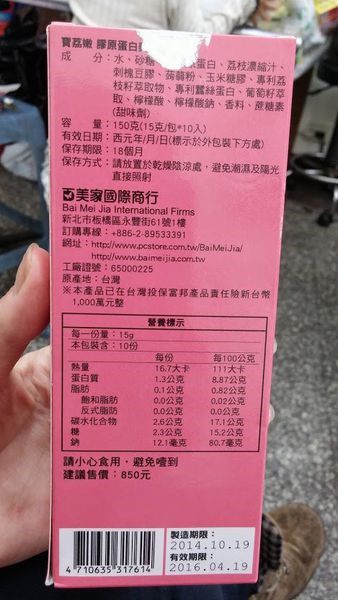 寶荔嫩 膠原蛋白
成　分：水、砂糖 蛋白、荔枝濃縮汁、
刺槐豆膠、蒟蒻粉、玉米糖膠、專利荔
枝籽萃取物、專利蠶絲蛋白、葡萄籽萃
取、檸檬酸、檸檬酸鈉、香料、蔗糖素
(甜味劑)
容　量：150克(15克/包*10入)
有效日期：西元年/月/日(標示於外包裝下方處)
保存期限：18個月
保存方式：請放置於乾燥陰涼處，避免潮濕及陽光
直接照射
美家國際商行
Bai Mei Jia International Firms
新北市板橋區永豐街61號1樓
訂購專線：+886-2-89533391
網址：http://www.pcstore.com.tw/BaiMeiJia/
http://www.baimeijia.com.tw
工廠證號：65000225
原產地：台灣
※本產品已在台灣投保富邦產品責任險新台幣
1,000萬元整
營養標示
每一份量：15g
本包裝含：10份
每份 每100公克
熱量 16.7大卡 111大卡
蛋白質 1.3公克 8.87公克
脂肪 0.1公克 0.82公克
飽和脂肪 0.0公克 0.02公克
反式脂肪 0.0公克 0.0公克
碳水化合物 2.6公克 17.1公克
糖 2.3公克 15.2公克
鈉 12.1毫克 80.7毫克
請小心食用，避免噎到
建議售價：850元
4 710635 317614
製造期限：
2014.10.19
有效期限：
2016.04.19